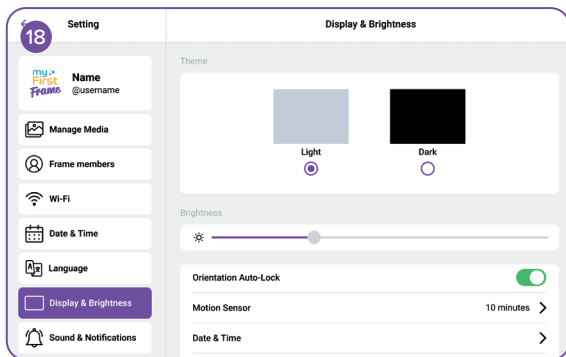 18
Setting
Display & Brightness
my
First
Frame
Name
@username
Manage Media
Frame members
Wi-Fi
Date & Time
Language
Display & Brightness
Sound & Notifications
Theme
Light
Dark
Brightness
Orientation Auto-Lock
Motion Sensor 10 minutes
Date & Time